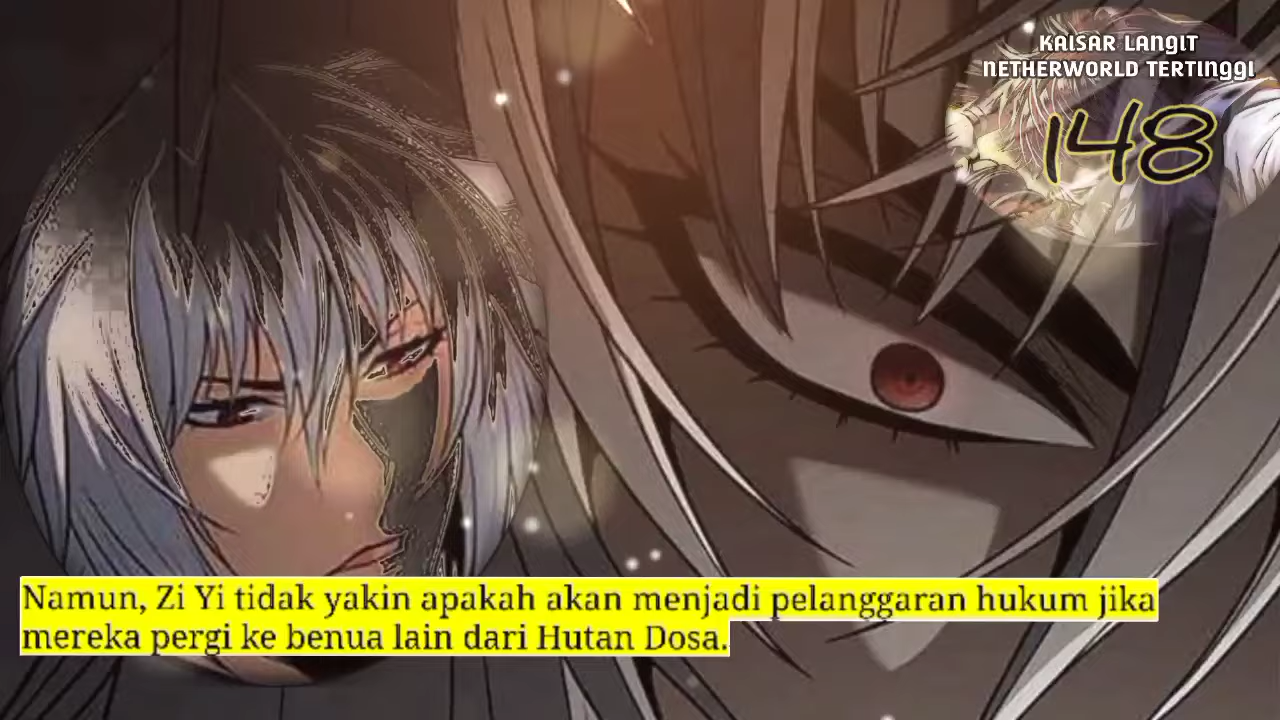 KAISAR LANGIT
NETHERWORLD TERTINGGI
148
Namun, Zi Yi tidak yakin apakah akan menjadi pelanggaran hukum jika
mereka pergi ke benua lain dari Hutan Dosa.